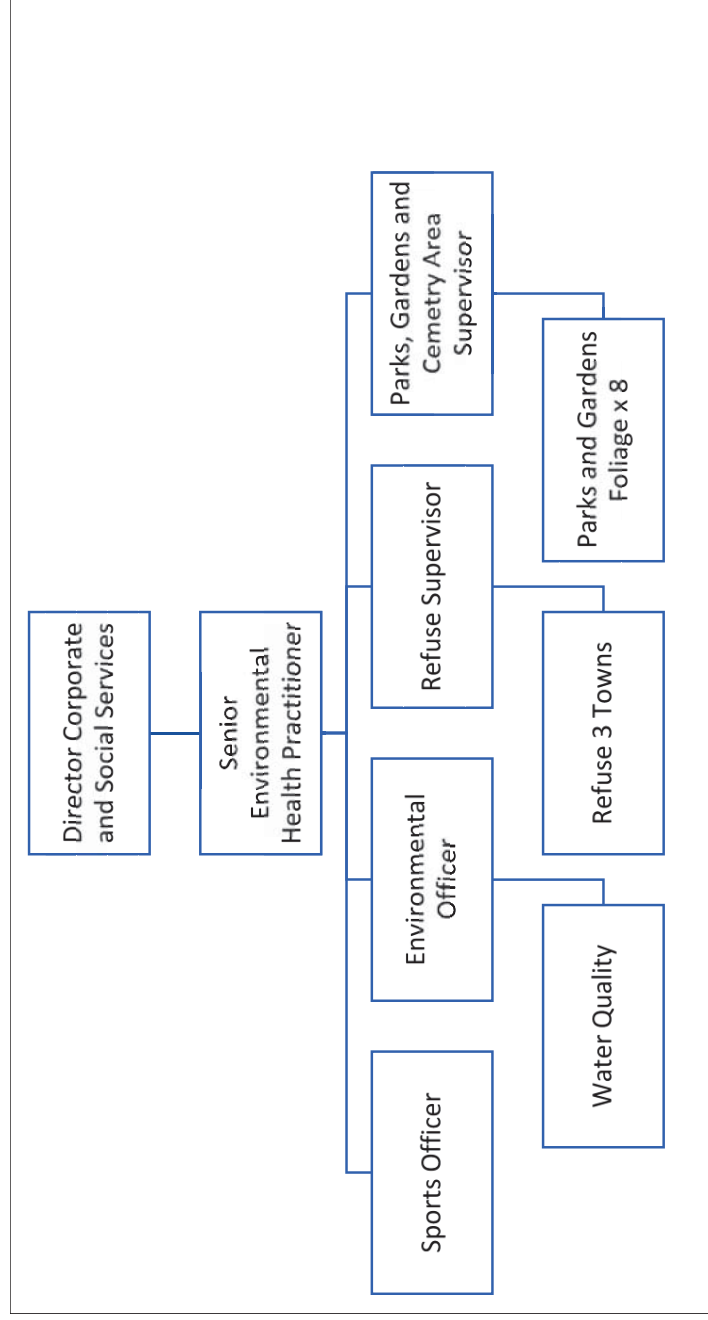 Director Corporate
and Social Services
Senior
Environmental
Health Practitioner
Sports Officer
Environmental
Officer
Refuse Supervisor
Parks, Gardens and
Cemetry Area
Supervisor
Water Quality
Refuse 3 Towns
Parks and Gardens
Foliage x 8